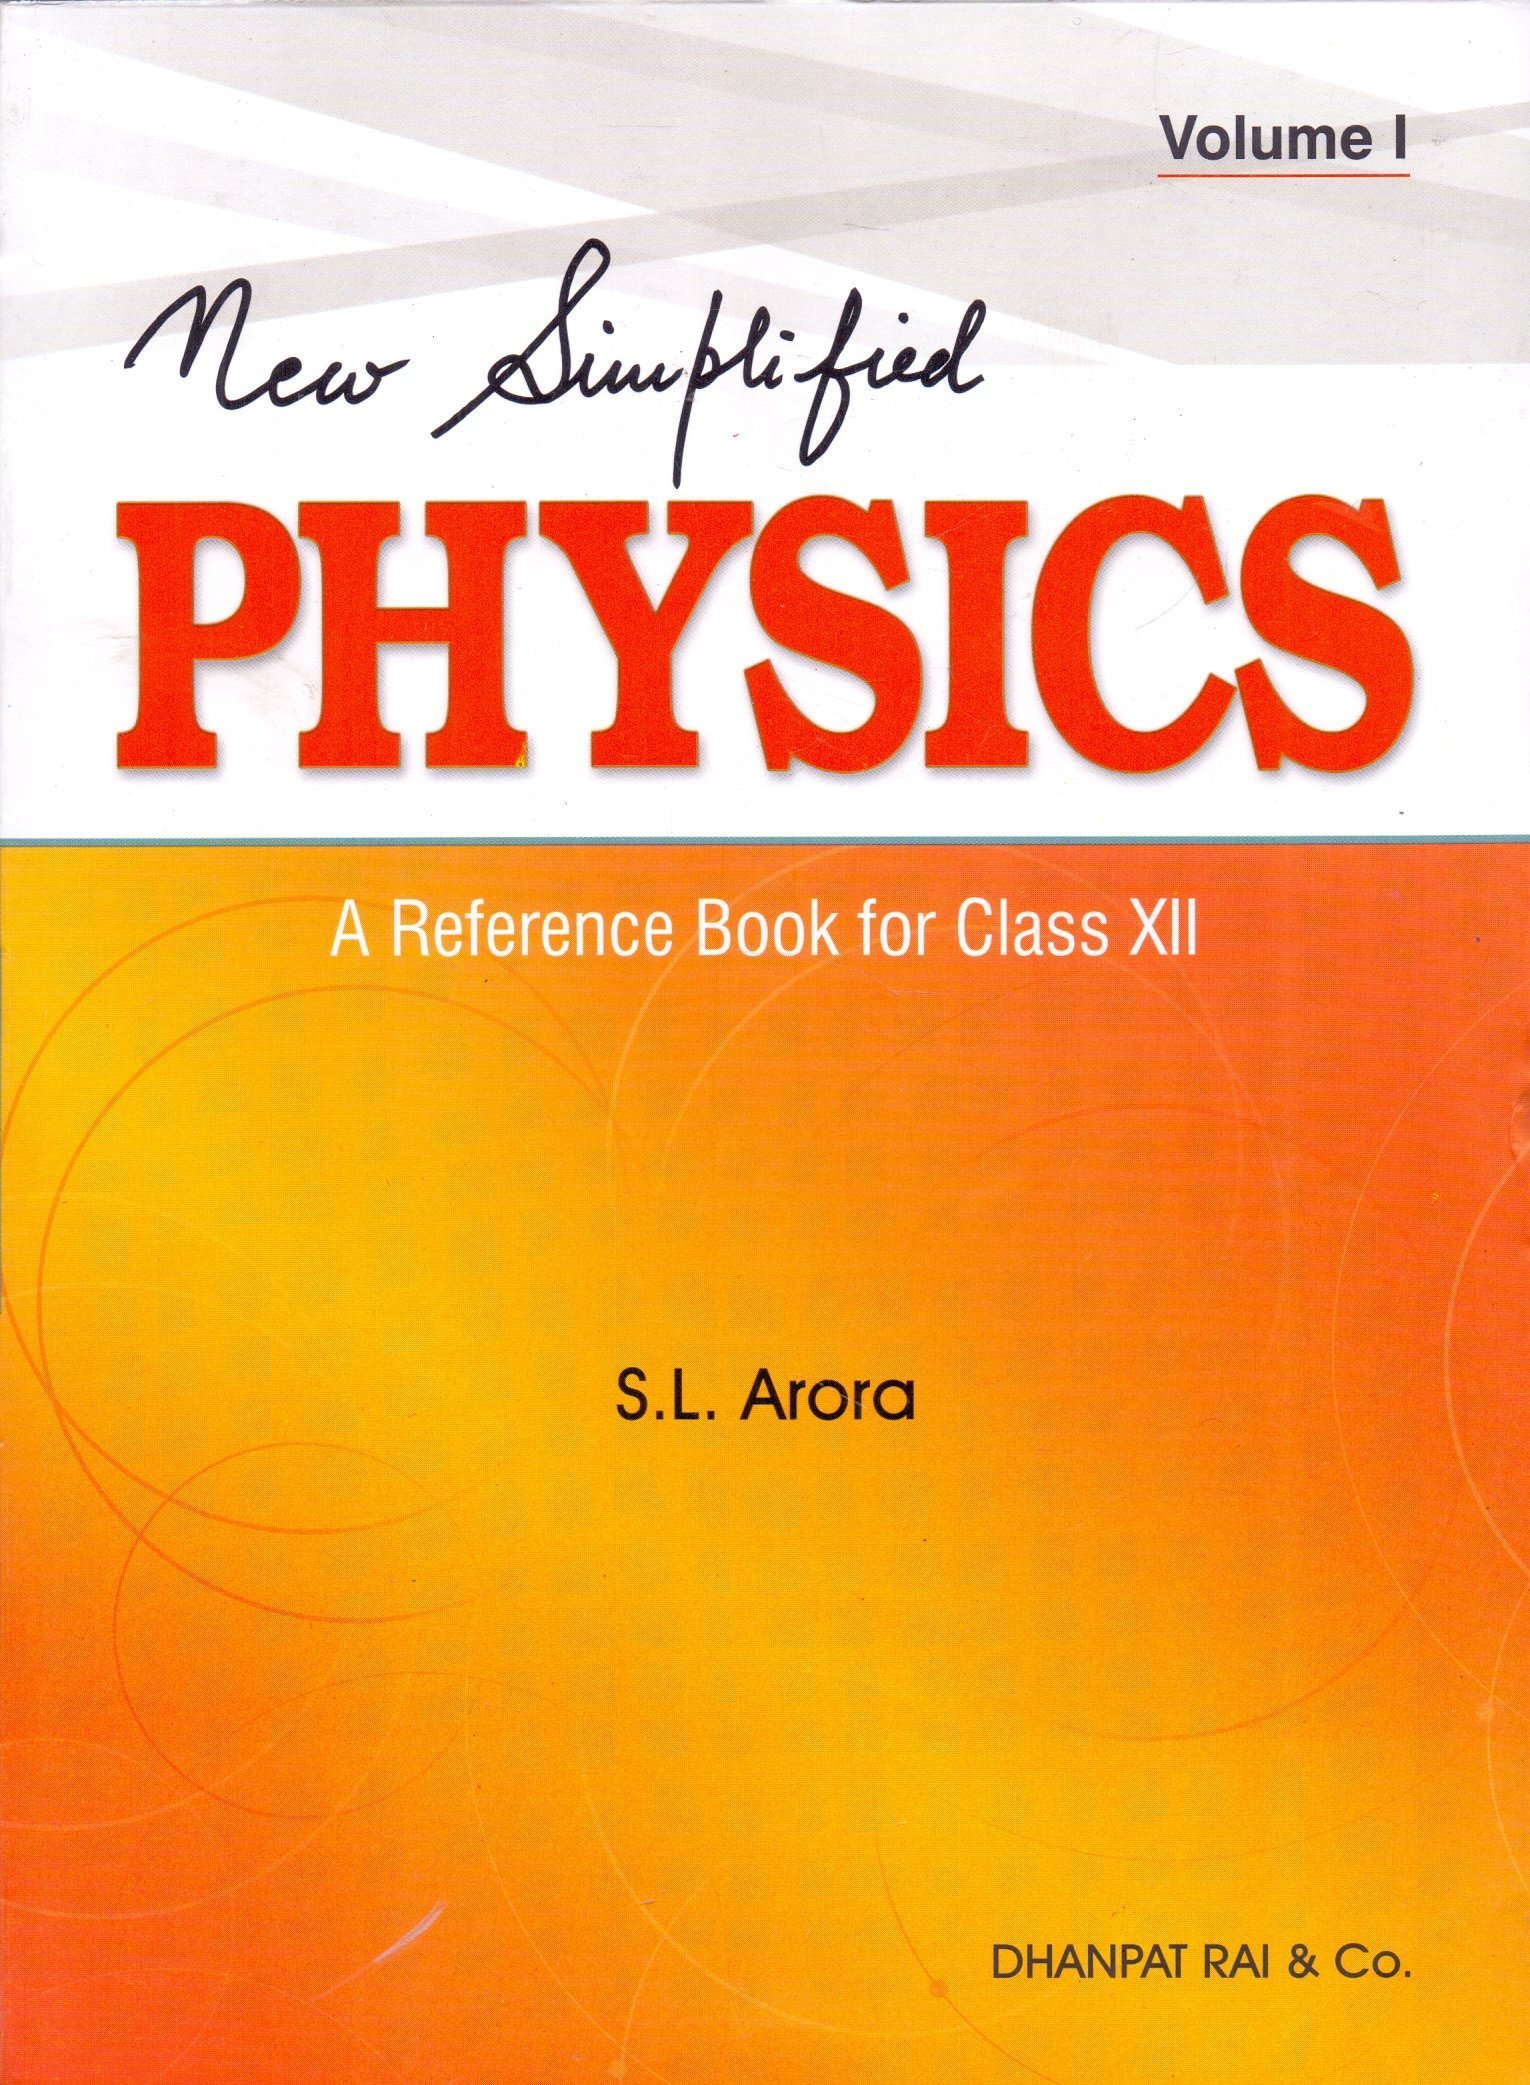 Volume I
New Simplified
PHYSICS
A Reference Book for Class XII
S.L. Arora
DHANPAT RAI & Co.